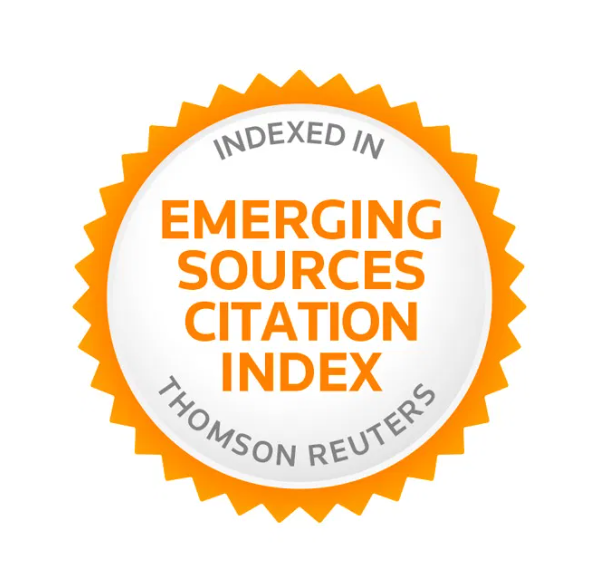 INDEXED IN
EMERGING
SOURCES
CITATION
INDEX
THOMSON REUTERS